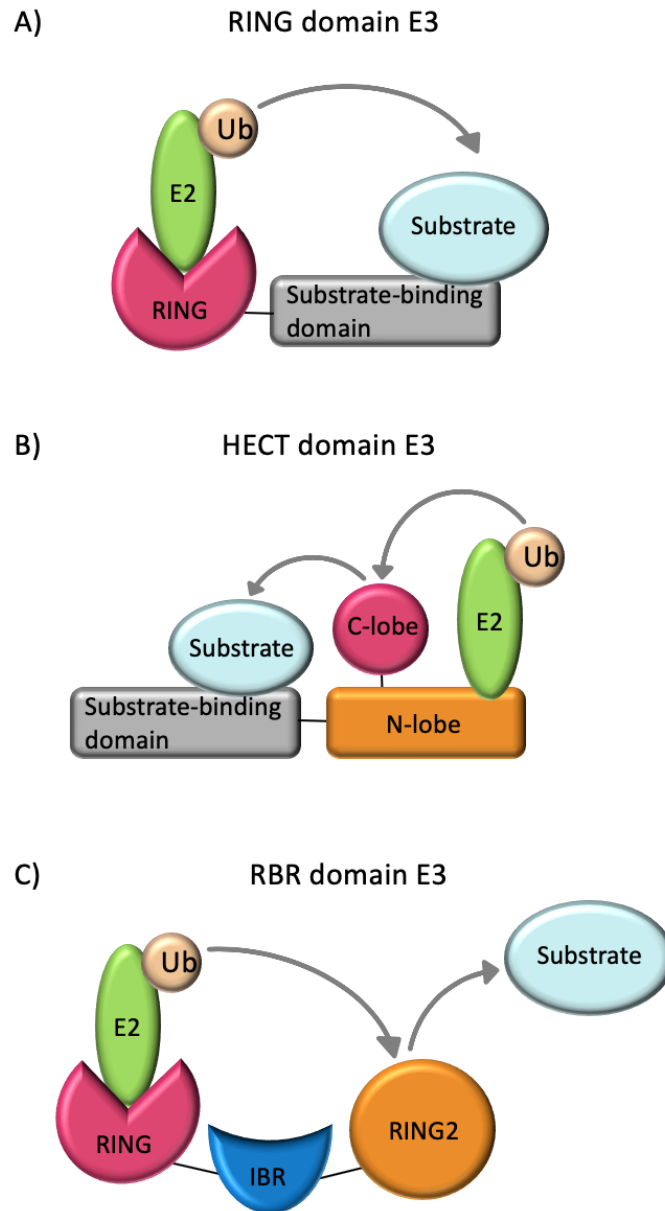 A) RING domain E3
Ub
E2
Substrate
RING
Substrate-binding
domain
B) HECT domain E3
Ub
C-lobe
E2
Substrate
Substrate-binding
domain
N-lobe
C) RBR domain E3
Ub
Substrate
E2
RING
RING2
IBR